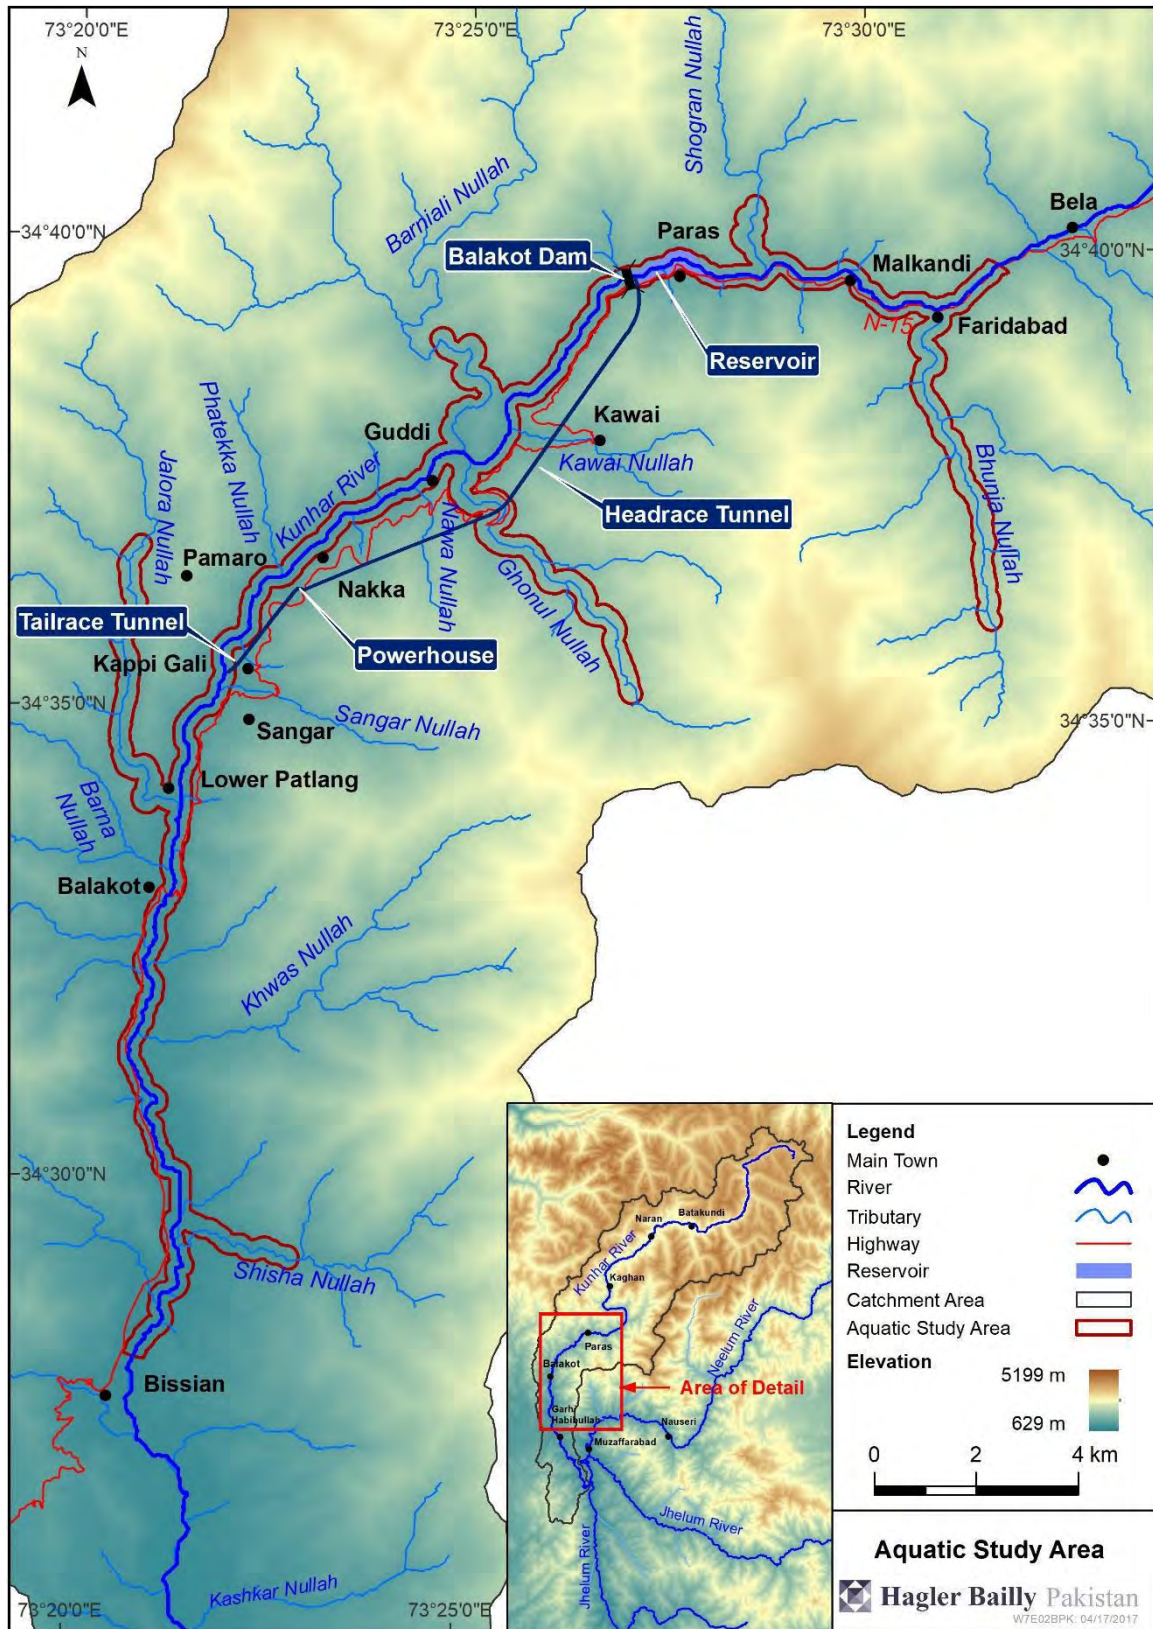 73°20'0"E
73°25'0"E
73°30'0"E
N
Shogran Nullah
Barniali Nullah
Bela
34°40'0"N
34°40'0"N
Paras
Balakot Dam
Malkandi
N-15
Faridabad
Reservoir
Phatekka Nullah
Guddi
Kawai
Kawai Nullah
Jalora Nullah
Kunhar River
Bhunja Nullah
Headrace Tunnel
Nawa Nullah
Pamaro
Nakka
Ghonul Nullah
Tailrace Tunnel
Powerhouse
Kappi Gali
34°35'0"N
34°35'0"N
Sangar Nullah
Sangar
Lower Patlang
Barna
Nullah
Balakot
Khwas Nullah
34°30'0"N
Shisha Nullah
Bissian
Kashkar Nullah
73°20'0"E
73°25'0"E
Batakundi
Naran
Kunhar River
Kaghan
Neelum River
Paras
Balakot
Area of Detail
Garhi
Habibullah
Nauseri
Muzaffarabad
Jhelum River
Jhelum River
Legend
Main Town
River
Tributary
Highway
Reservoir
Catchment Area
Aquatic Study Area
Elevation
5199 m
629 m
0 2 4 km
Aquatic Study Area
Hagler Bailly Pakistan
W7E02BPK: 04/17/2017